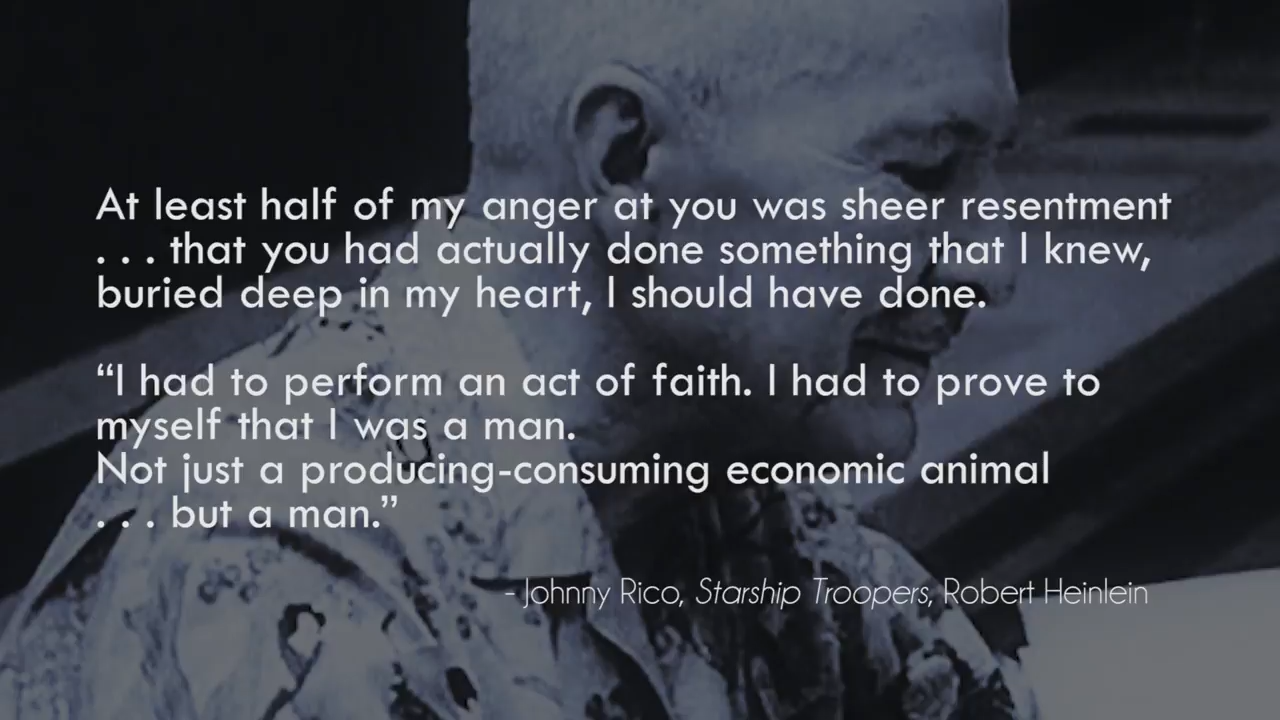 At least half of my anger at you was sheer resentment
. . . that you had actually done something that I knew,
buried deep in my heart, I should have done.
“I had to perform an act of faith. I had to prove to
myself that I was a man.
Not just a producing-consuming economic animal
. . . but a man.”
- Johnny Rico, Starship Troopers, Robert Heinlein